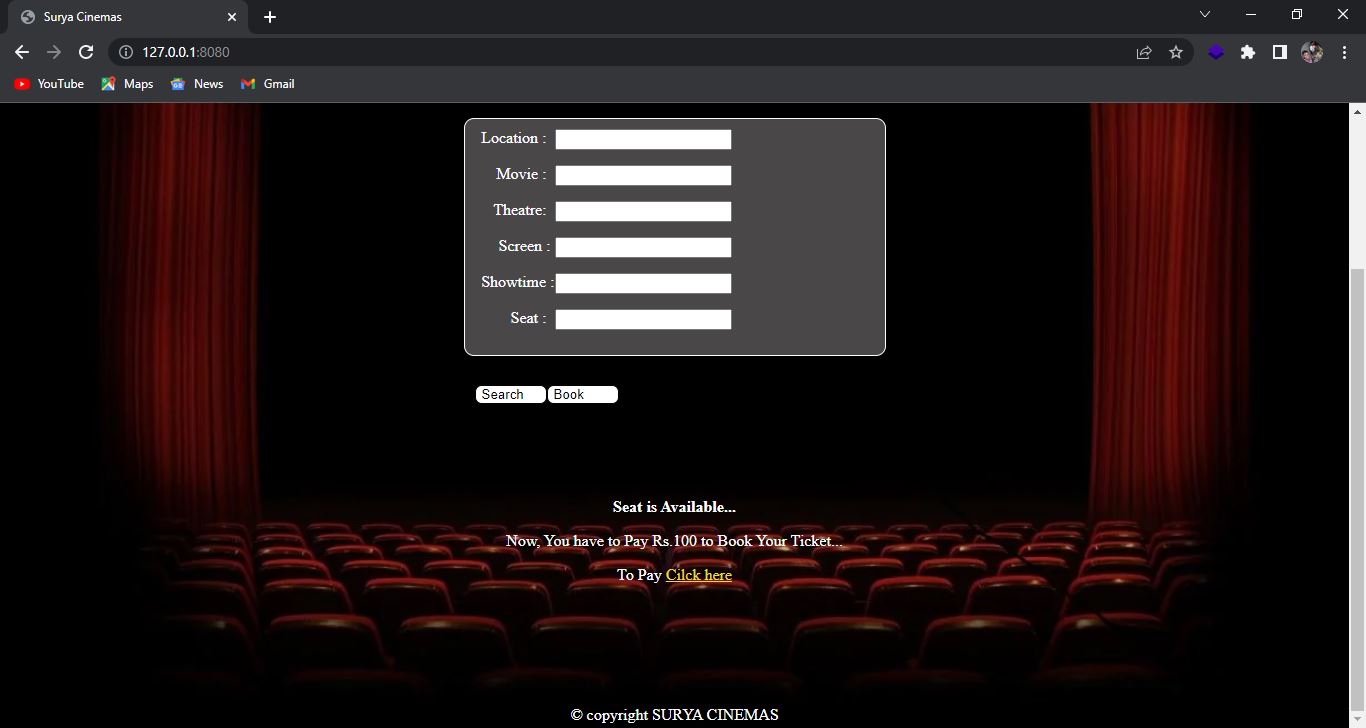 Surya Cinemas
127.0.0.1:8080
YouTube Maps News Gmail
Location :
Movie :
Theatre:
Screen :
Showtime :
Seat :
Search Book
Seat is Available...
Now, You have to Pay Rs.100 to Book Your Ticket...
To Pay Cilck here
© copyright SURYA CINEMAS